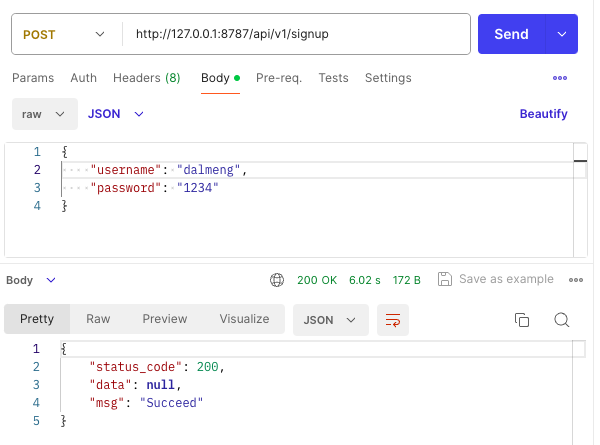 POST http://127.0.0.1:8787/api/v1/signup Send
Params Auth Headers (8) Body Pre-req. Tests Settings
raw JSON Beautify
1 {
2 "username": "dalmeng",
3 "password": "1234"
4 }
Body 200 OK 6.02 s 172 B Save as example
Pretty Raw Preview Visualize JSON
1 {
2 "status_code": 200,
3 "data": null,
4 "msg": "Succeed"
5 }